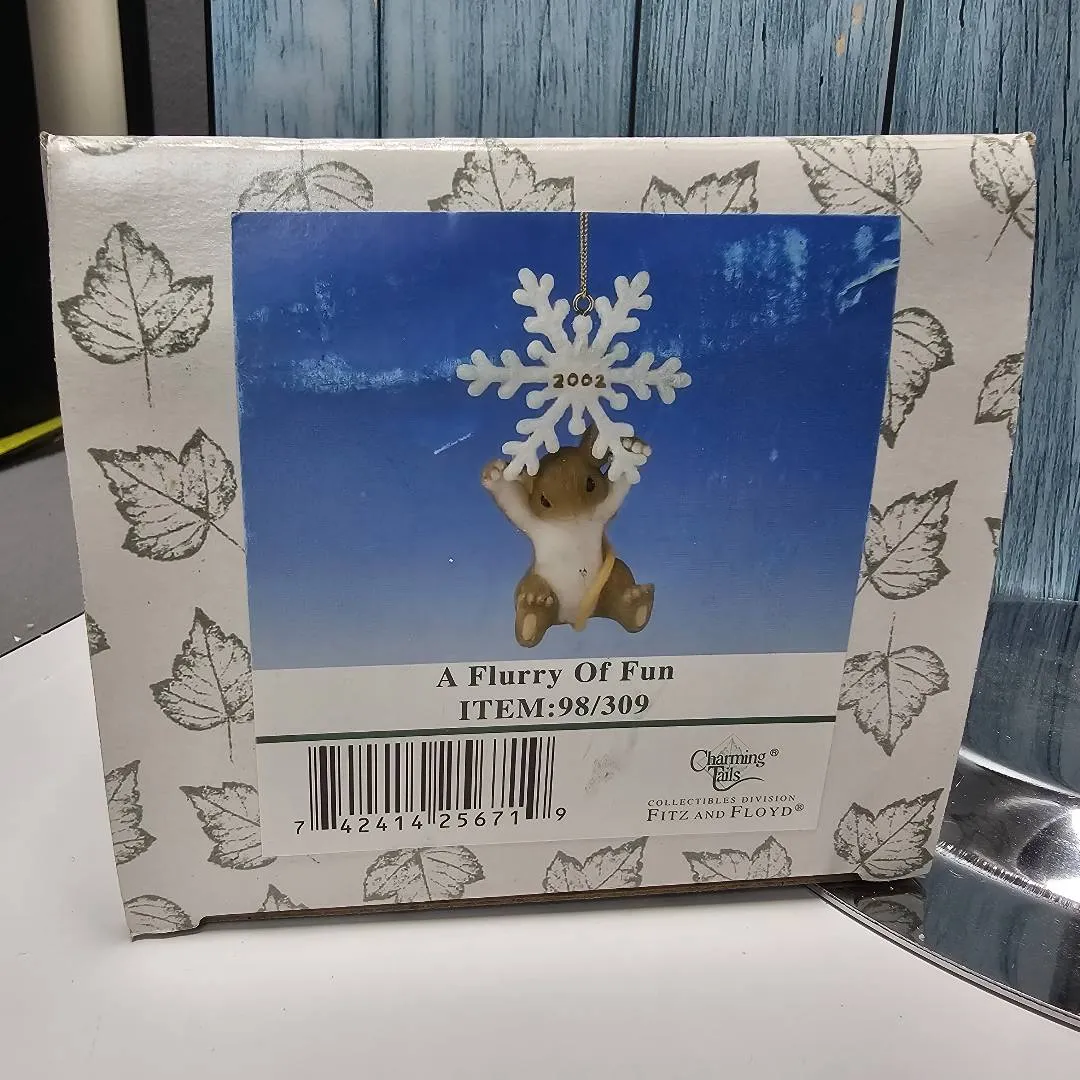 2002
A Flurry Of Fun
ITEM:98/309
7 42414 25671 9
Charming ®
Tails
COLLECTIBLES DIVISION
FITZ AND FLOYD®